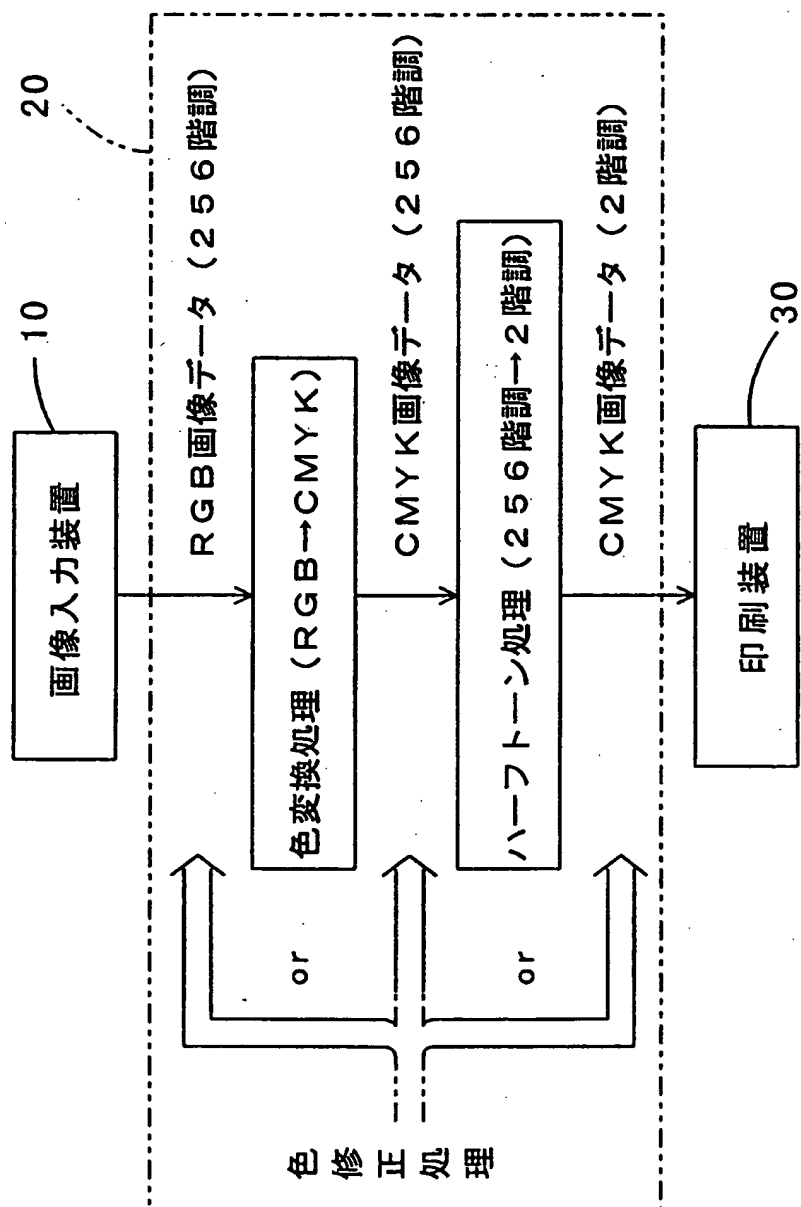 10
画像入力装置
20
RGB画像データ(256階調)
色変換処理(RGB→CMYK)
or
CMYK画像データ(256階調)
色修正処理
ハーフトーン処理(256階調→2階調)
or
CMYK画像データ(2階調)
30
印刷装置